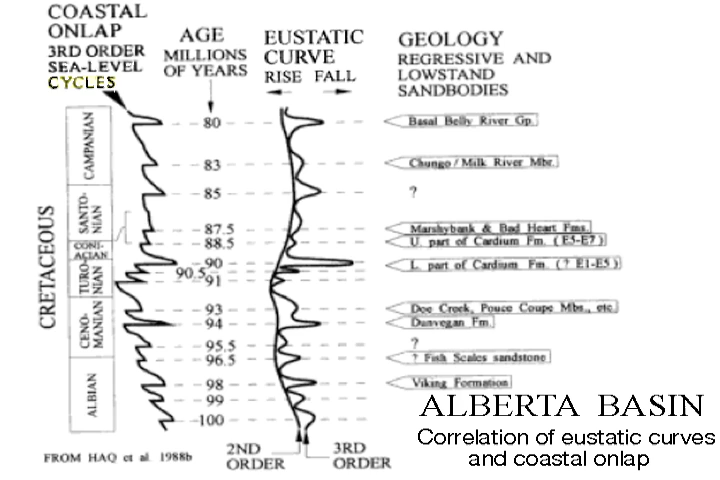 COASTAL
ONLAP
3RD ORDER
SEA-LEVEL
CYCLES
AGE
MILLIONS
OF YEARS
EUSTATIC
CURVE
RISE FALL
GEOLOGY
REGRESSIVE AND
LOWSTAND
SANDBODIES
CRETACEOUS
CAMPANIAN
SANTO-
NIAN
CONI-
ACIAN
TURO-
NIAN
CENO-
MANIAN
ALBIAN
80
83
85
87.5
88.5
90
90.5
91
93
94
95.5
96.5
98
99
100
Basal Belly River Gp.
Chungo / Milk River Mbr.
?
Marshybank & Bad Heart Fms.
U. part of Cardium Fm. ( E5-E7 )
L. part of Cardium Fm. ( ? E1-E5 )
Doe Creek, Pouce Coupe Mbs., etc.
Dunvegan Fm.
?
? Fish Scales sandstone
Viking Formation
2ND
ORDER
3RD
ORDER
FROM HAQ et al. 1988b
ALBERTA BASIN
Correlation of eustatic curves
and coastal onlap